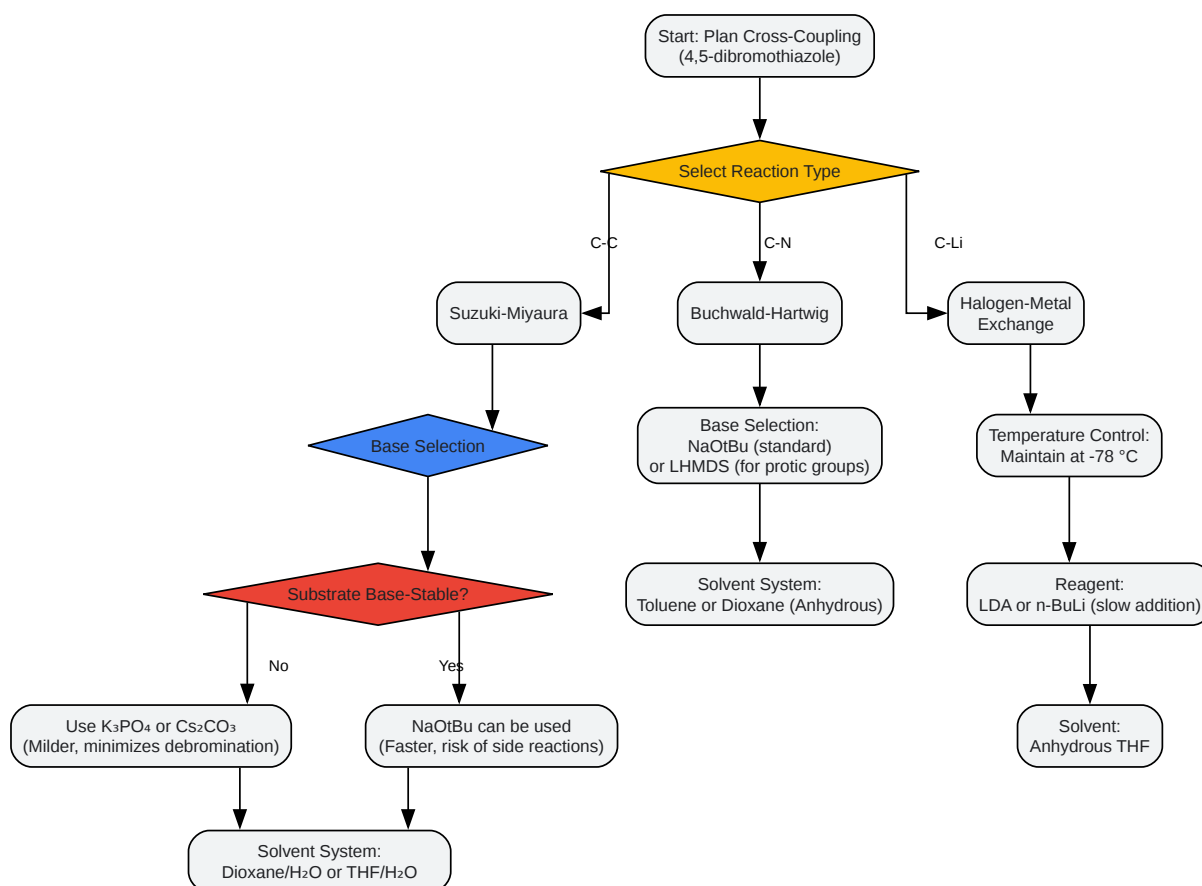 Start: Plan Cross-Coupling
(4,5-dibromothiazole)
Select Reaction Type
C-C
C-N
C-Li
Suzuki-Miyaura
Buchwald-Hartwig
Halogen-Metal
Exchange
Base Selection
Base Selection:
NaOtBu (standard)
or LHMDS (for protic groups)
Temperature Control:
Maintain at -78 °C
Substrate Base-Stable?
Solvent System:
Toluene or Dioxane (Anhydrous)
Reagent:
LDA or n-BuLi (slow addition)
No
Yes
Use K₃PO₄ or Cs₂CO₃
(Milder, minimizes debromination)
NaOtBu can be used
(Faster, risk of side reactions)
Solvent:
Anhydrous THF
Solvent System:
Dioxane/H₂O or THF/H₂O